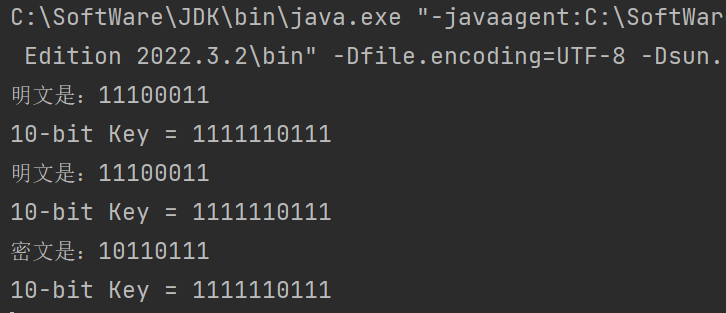 C:\SoftWare\JDK\bin\java.exe "-javaagent:C:\SoftWar
Edition 2022.3.2\bin" -Dfile.encoding=UTF-8 -Dsun.
明文是：11100011
10-bit Key = 1111110111
明文是：11100011
10-bit Key = 1111110111
密文是：10110111
10-bit Key = 1111110111